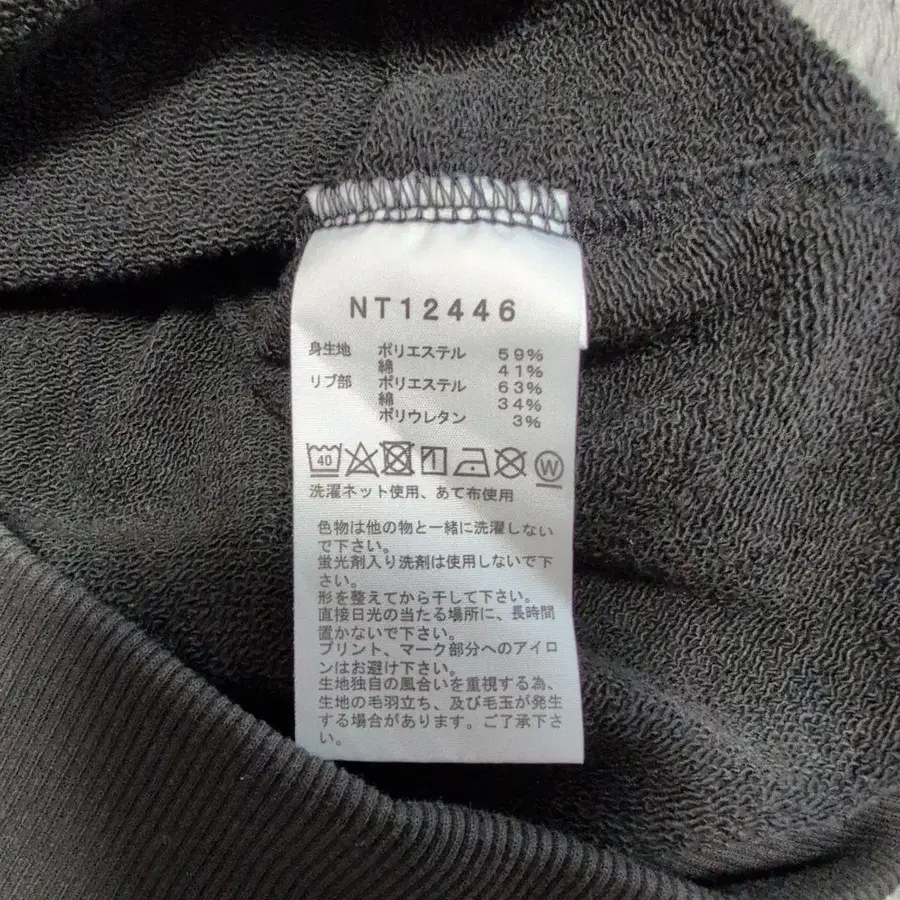 NT12446
身生地 ポリエステル 59%
綿 41%
リブ部 ポリエステル 63%
綿 34%
ポリウレタン 3%
40 W
洗濯ネット使用、あて布使用
色物は他の物と一緒に洗濯しない
で下さい。
蛍光剤入り洗剤は使用しないで下
さい。
形を整えてから干して下さい。
直接日光の当たる場所に、長時間
置かないで下さい。
プリント、マーク部分へのアイロ
ンはお避け下さい。
生地独自の風合いを重視する為、
生地の毛羽立ち、及び毛玉が発生
する場合があります。ご了承下さ
い。